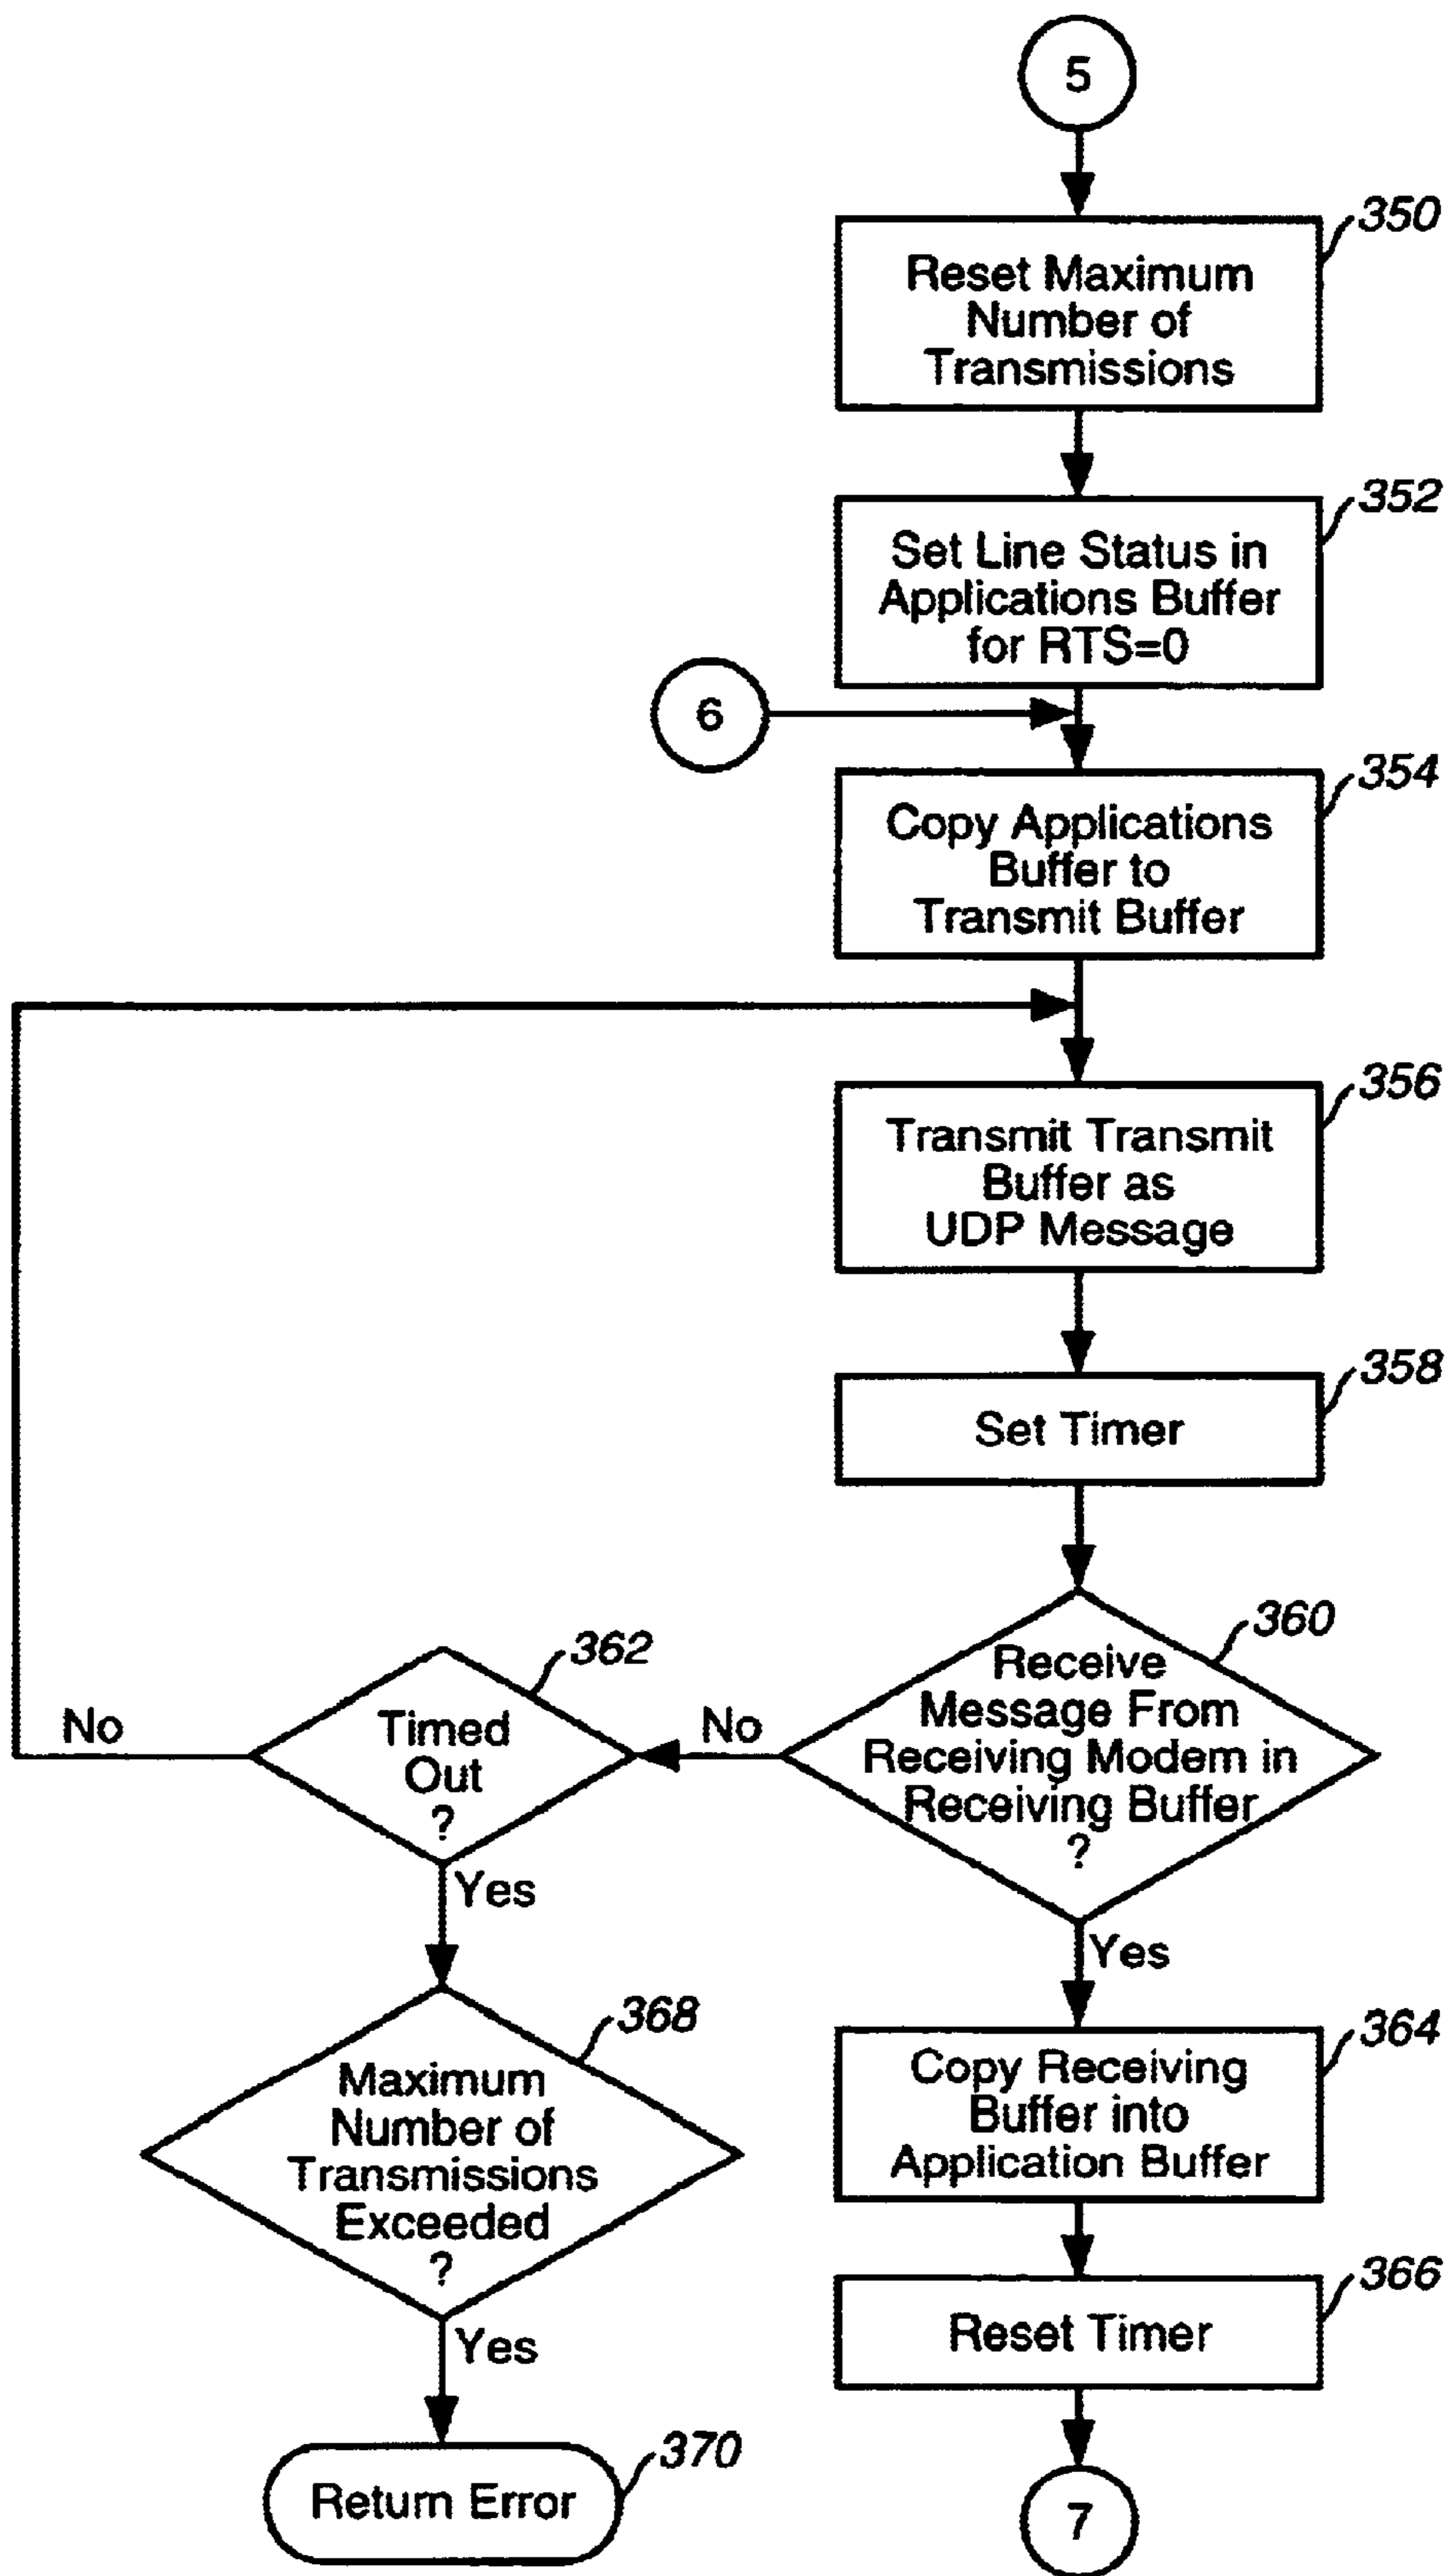 5
350
Reset Maximum
Number of
Transmissions
352
Set Line Status in
Applications Buffer
for RTS=0
6
354
Copy Applications
Buffer to
Transmit Buffer
356
Transmit Transmit
Buffer as
UDP Message
358
Set Timer
360
Receive
Message From
Receiving Modem in
Receiving Buffer
?
No
362
Timed
Out
?
No
Yes
Yes
364
Copy Receiving
Buffer into
Application Buffer
368
Maximum
Number of
Transmissions
Exceeded
?
366
Reset Timer
Yes
370
Return Error
7